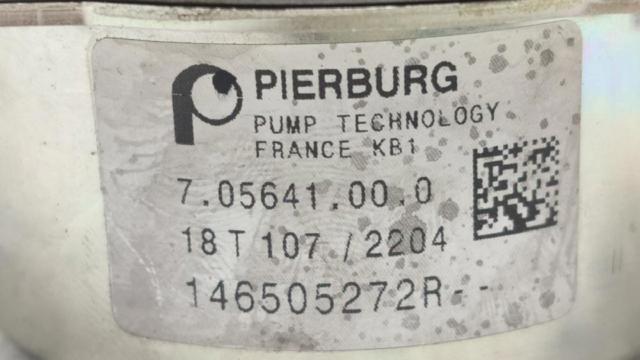 PIERBURG
PUMP TECHNOLOGY
FRANCE KB1
7.05641.00.0
18 T 107 / 2204
146505272R--